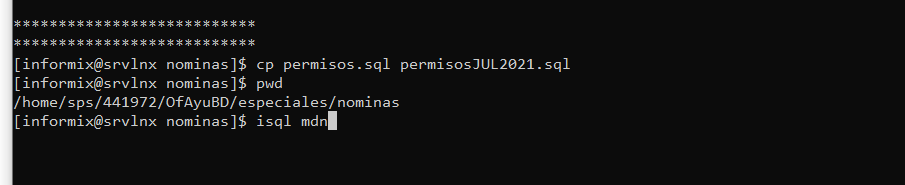 ***************************
***************************
[informix@srvlnx nominas]$ cp permisos.sql permisosJUL2021.sql
[informix@srvlnx nominas]$ pwd
/home/sps/441972/OfAyuBD/especiales/nominas
[informix@srvlnx nominas]$ isql mdn